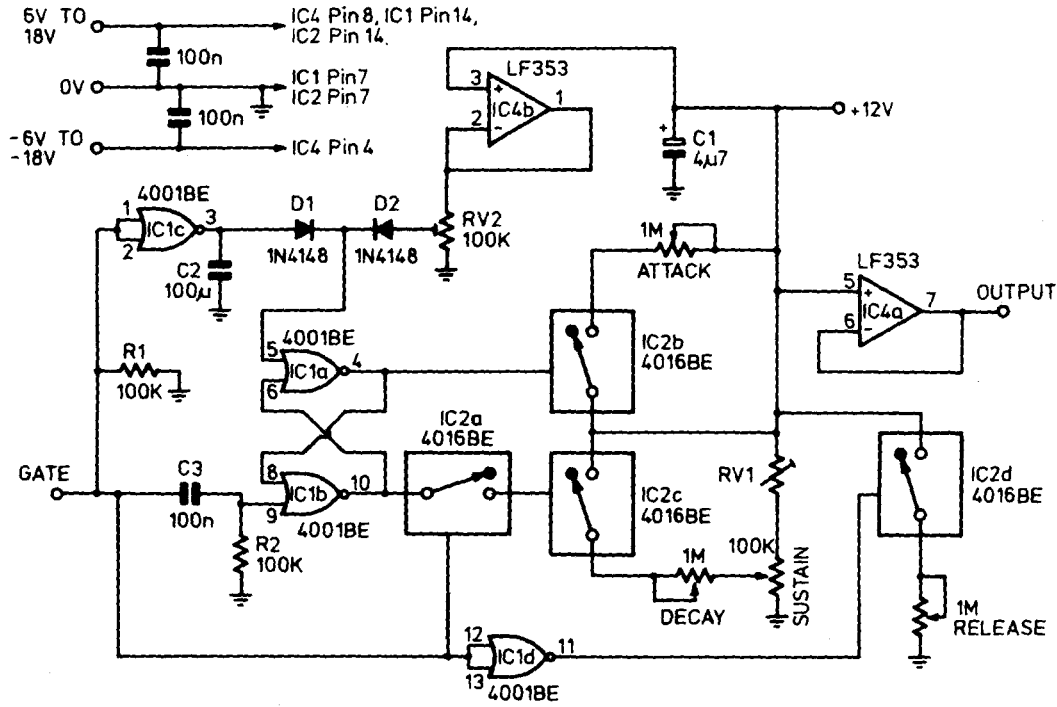 6V TO
18V
100n
IC4 Pin 8, IC1 Pin 14,
IC2 Pin 14.
0V
IC1 Pin 7
IC2 Pin 7
100n
-6V TO
-18V
IC4 Pin 4
LF353
3
+
IC4b
1
2
-
+12V
+
C1
4µ7
4001BE
1
IC1c
3
2
D1
1N4148
D2
1N4148
RV2
100K
C2
100µ
1M
ATTACK
LF353
5
+
IC4a
7
6
-
OUTPUT
R1
100K
4001BE
5
IC1a
4
6
IC2b
4016BE
IC2a
4016BE
GATE
C3
100n
8
IC1b
10
9
4001BE
R2
100K
IC2c
4016BE
RV1
IC2d
4016BE
1M
DECAY
100K
SUSTAIN
1M
RELEASE
12
IC1d
11
13
4001BE